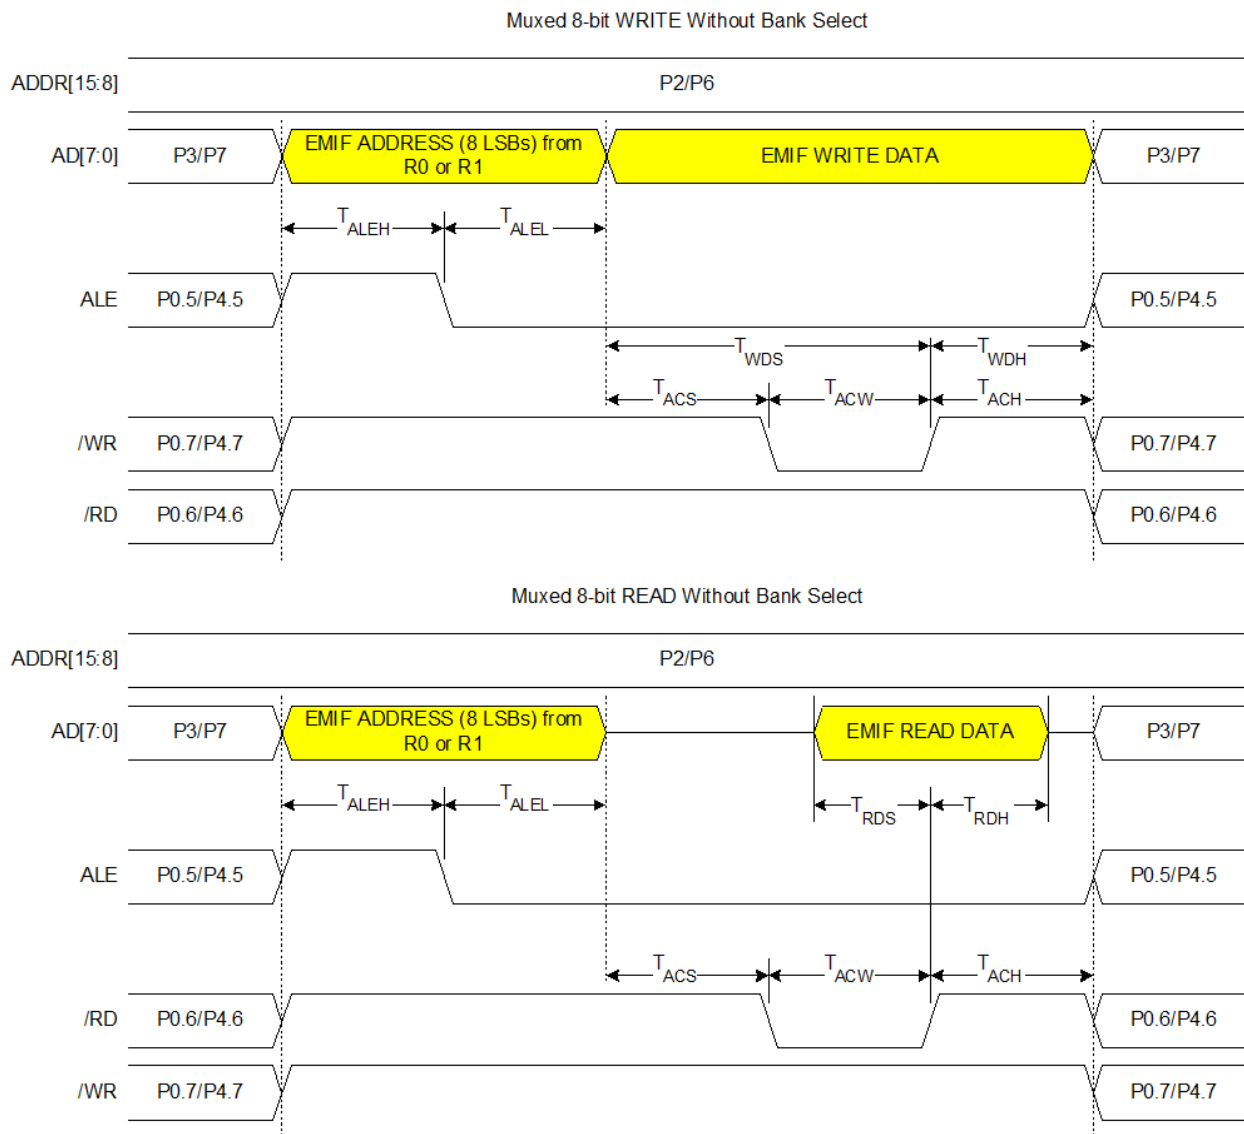 Muxed 8-bit WRITE Without Bank Select
ADDR[15:8] P2/P6
AD[7:0] P3/P7 EMIF ADDRESS (8 LSBs) from R0 or R1 EMIF WRITE DATA P3/P7
TALEH TALEL
ALE P0.5/P4.5 P0.5/P4.5
TWDS TWDH
TACS TACW TACH
/WR P0.7/P4.7 P0.7/P4.7
/RD P0.6/P4.6 P0.6/P4.6
Muxed 8-bit READ Without Bank Select
ADDR[15:8] P2/P6
AD[7:0] P3/P7 EMIF ADDRESS (8 LSBs) from R0 or R1 EMIF READ DATA P3/P7
TALEH TALEL TRDS TRDH
ALE P0.5/P4.5 P0.5/P4.5
TACS TACW TACH
/RD P0.6/P4.6 P0.6/P4.6
/WR P0.7/P4.7 P0.7/P4.7